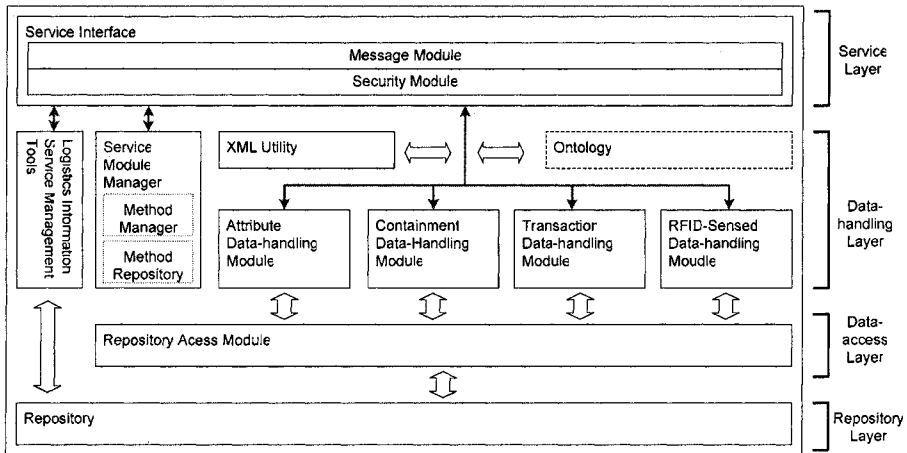 Service Interface
Message Module
Security Module
Service
Layer
Logistics Information
Service Management
Tools
Service
Module
Manager
Method
Manager
Method
Repository
XML Utility
Ontology
Attribute
Data-handling
Module
Containment
Data-Handling
Module
Transaction
Data-handling
Module
RFID-Sensed
Data-handling
Moudle
Data-
handling
Layer
Repository Acess Module
Data-
access
Layer
Repository
Repository
Layer